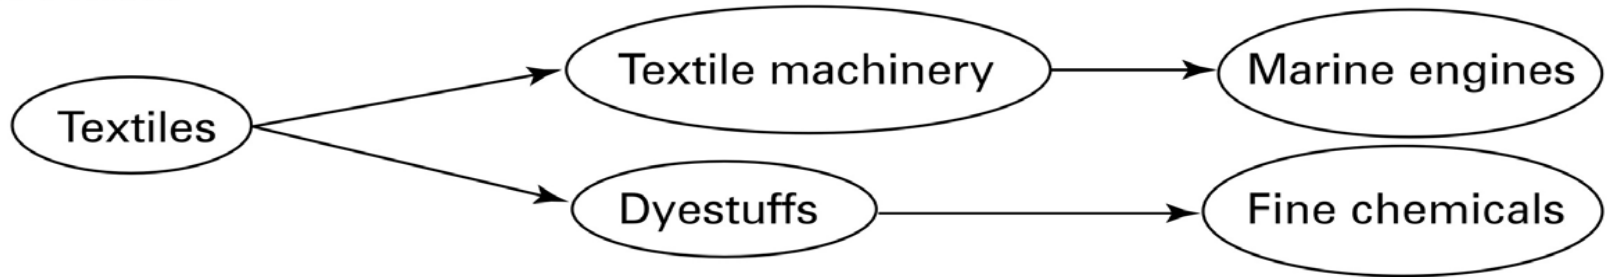 Textiles
Textile machinery
Marine engines
Dyestuffs
Fine chemicals